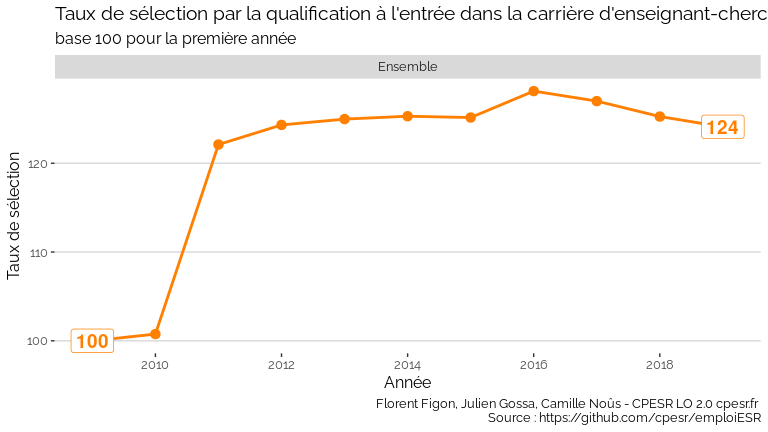 Taux de sélection par la qualification à l'entrée dans la carrière d'enseignant-cherc
base 100 pour la première année
Ensemble
Taux de sélection
120
110
100
124
100
2010
2012
2014
2016
2018
Année
Florent Figon, Julien Gossa, Camille Noûs - CPESR LO 2.0 cpesr.fr
Source : https://github.com/cpesr/emploiESR